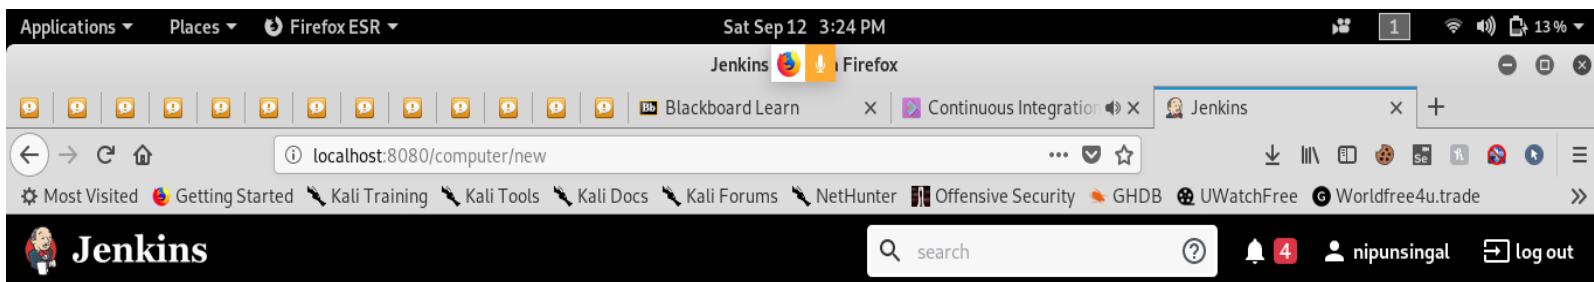 Applications Places Firefox ESR Sat Sep 12 3:24 PM 1 13%
Jenkins Firefox
Bb Blackboard Learn Continuous Integration Jenkins
localhost:8080/computer/new Se
Most Visited Getting Started Kali Training Kali Tools Kali Docs Kali Forums NetHunter Offensive Security GHDB UWatchFree G Worldfree4u.trade
Jenkins search 4 nipunsingal log out